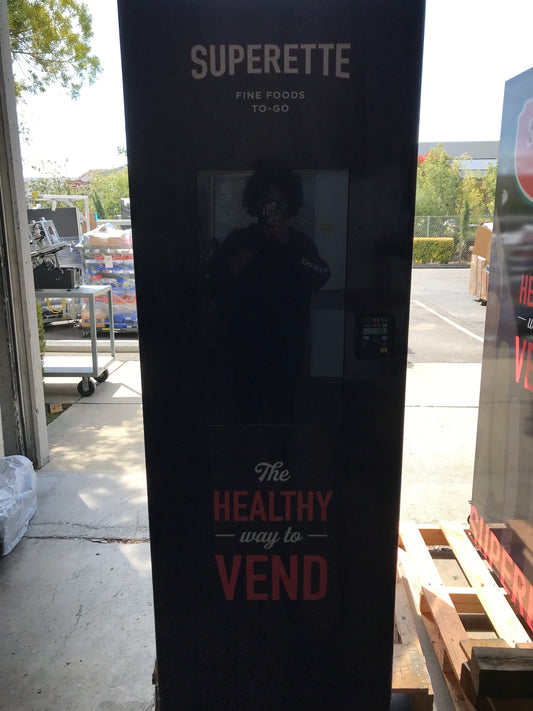 SUPERETTE
FINE FOODS
TO-GO
The
HEALTHY
way to
VEND